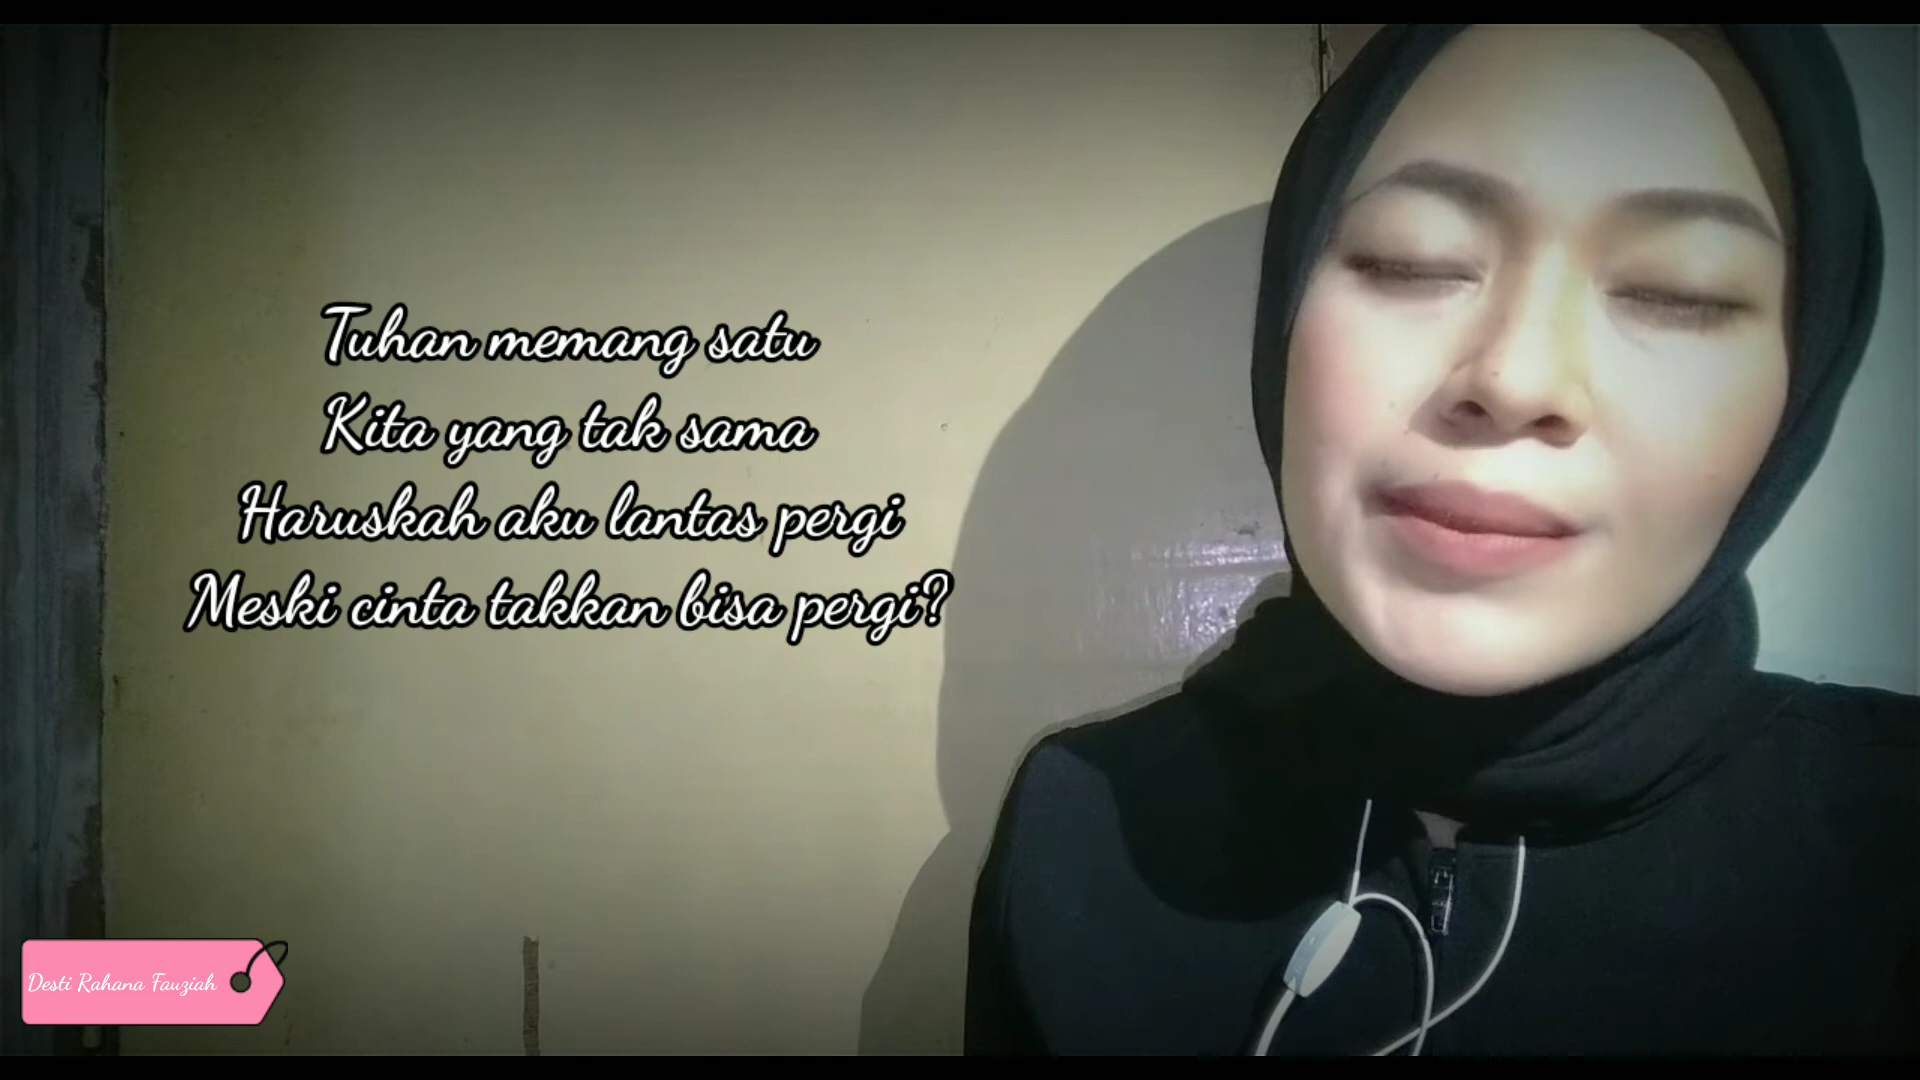 Tuhan memang satu
Kita yang tak sama
Haruskah aku lantas pergi
Meski cinta takkan bisa pergi?
Desti Rahana Fauziah